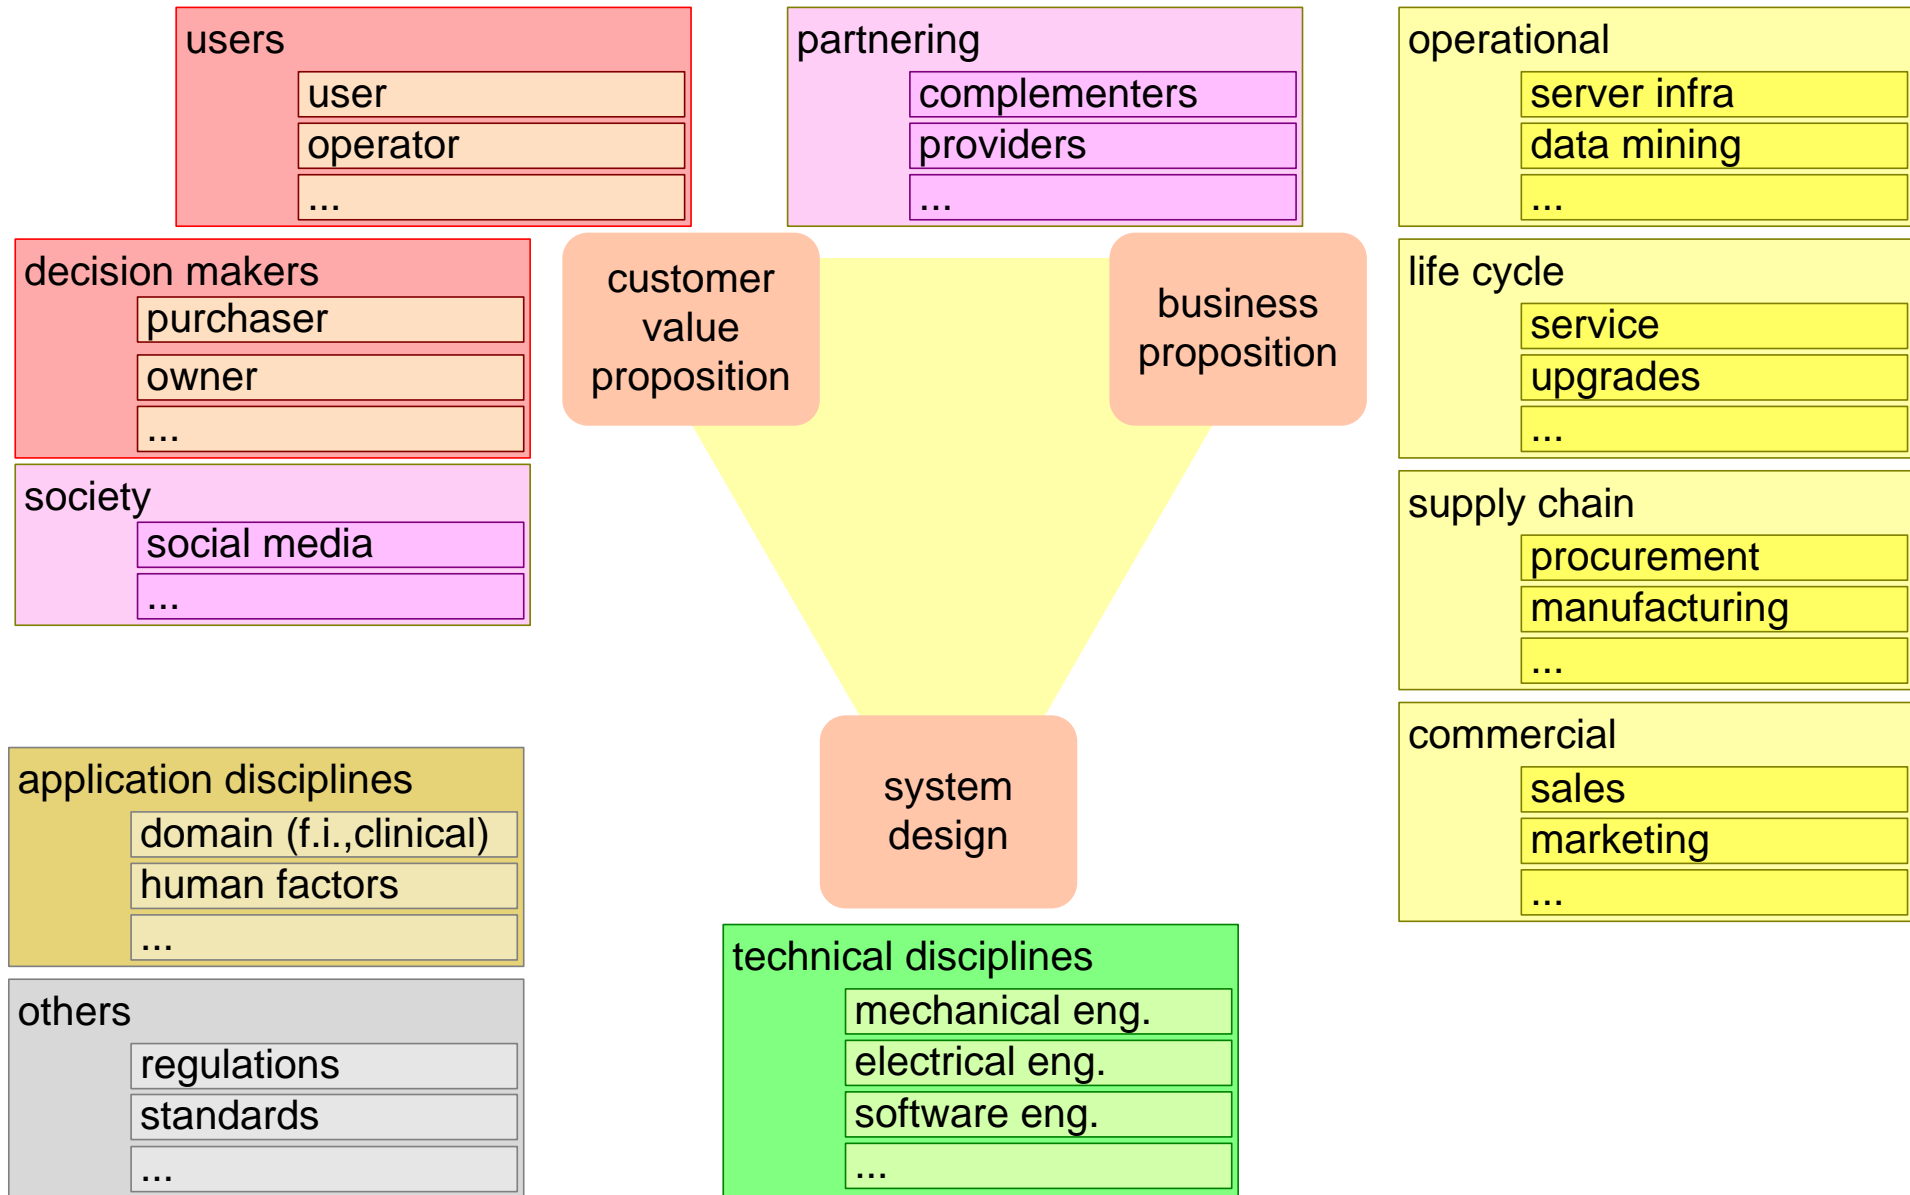 users
user
operator
...
partnering
complementers
providers
...
operational
server infra
data mining
...
decision makers
purchaser
owner
...
customer
value
proposition
business
proposition
life cycle
service
upgrades
...
society
social media
...
supply chain
procurement
manufacturing
...
application disciplines
domain (f.i.,clinical)
human factors
...
system
design
commercial
sales
marketing
...
others
regulations
standards
...
technical disciplines
mechanical eng.
electrical eng.
software eng.
...